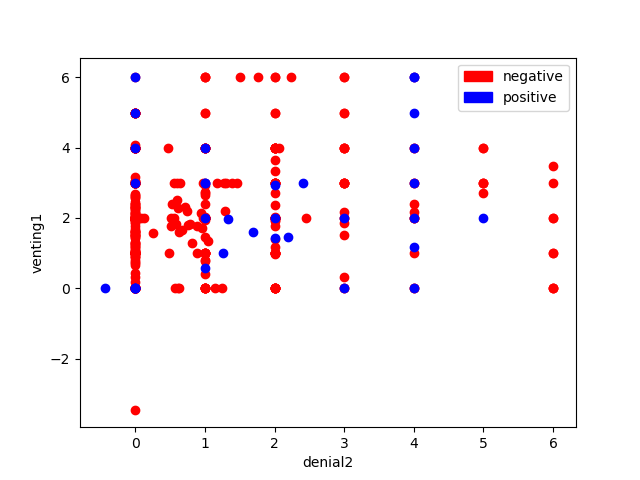 negative
positive
6
4
2
0
−2
venting1
0 1 2 3 4 5 6
denial2